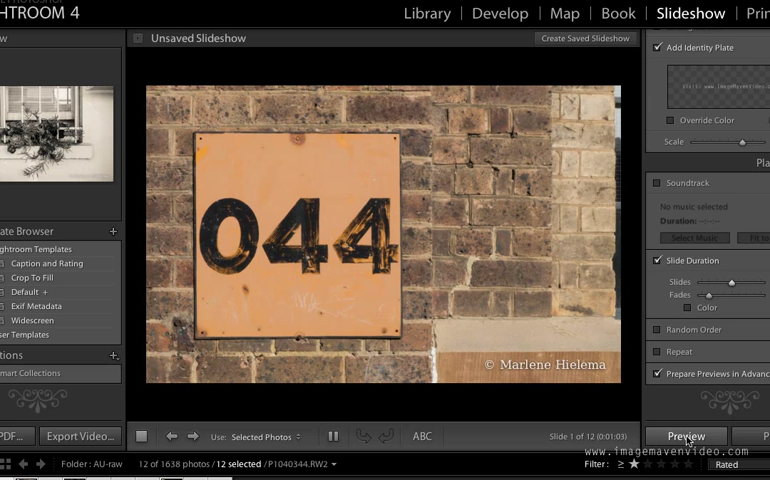 HTROOM 4
Library | Develop | Map | Book | Slideshow | Prin
Unsaved Slideshow
Create Saved Slideshow
Add Identity Plate
Override Color
Scale
044
© Marlene Hielema
ate Browser +
ghtroom Templates
Caption and Rating
Crop To Fill
Default +
Exif Metadata
Widescreen
ser Templates
tions +
mart Collections
Pla
Soundtrack
No music selected
Duration: --:--
Select Music
Fit to
Slide Duration
Slides
Fades
Color
Random Order
Repeat
Prepare Previews in Advanc
PDF...
Export Video...
Use: Selected Photos
ABC
Slide 1 of 12 (0:01:03)
Preview
P
www.imagemavenvideo.com
Folder : AU-raw
12 of 1638 photos / 12 selected / P1040344.RW2
Filter : ≥ ★
Rated